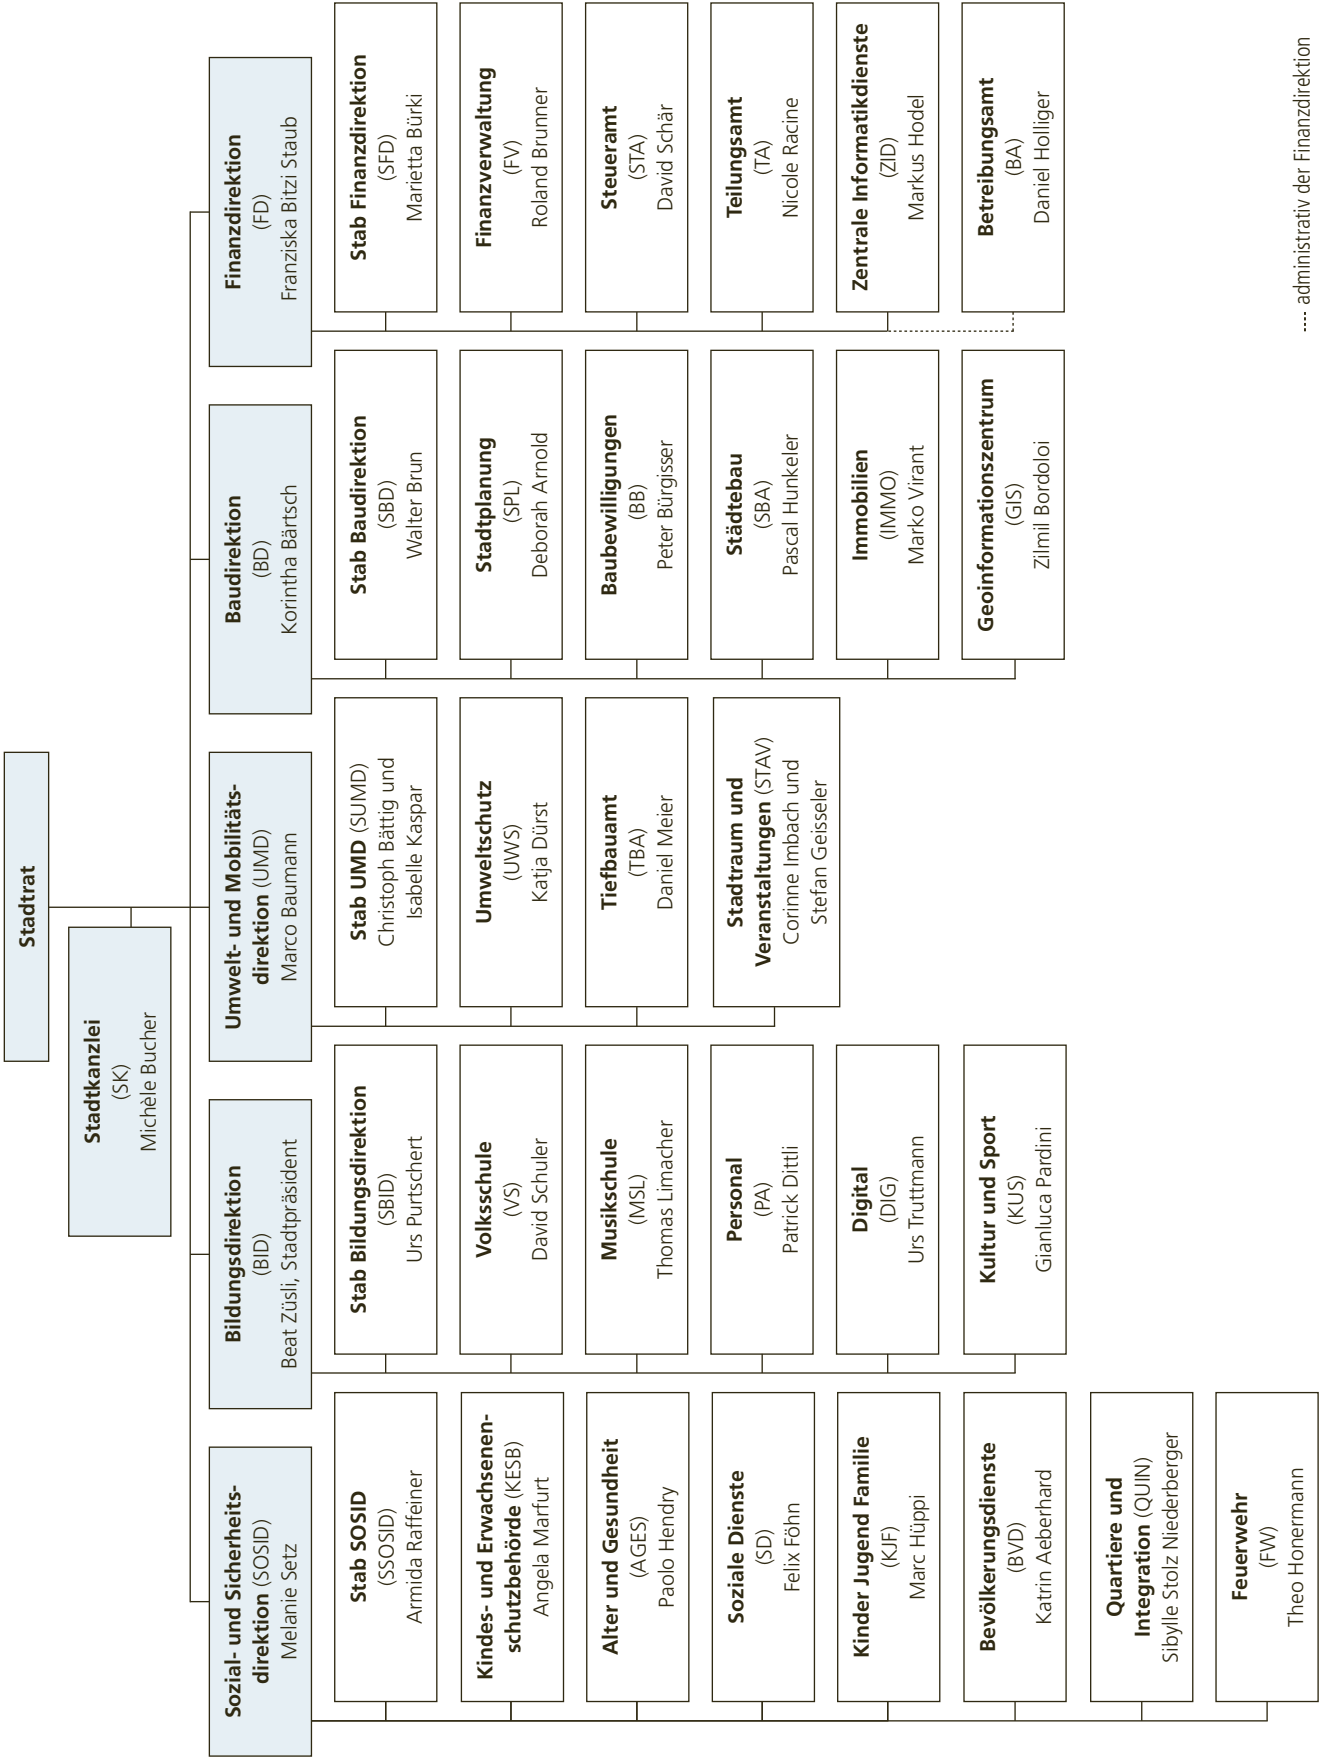 Stadtrat
Stadtkanzlei
(SK)
Michèle Bucher
Sozial- und Sicherheits-
direktion (SOSID)
Melanie Setz
Stab SOSID
(SSOSID)
Armida Raffeiner
Kindes- und Erwachsenen-
schutzbehörde (KESB)
Angela Marfurt
Alter und Gesundheit
(AGES)
Paolo Hendry
Soziale Dienste
(SD)
Felix Föhn
Kinder Jugend Familie
(KJF)
Marc Hüppi
Bevölkerungsdienste
(BVD)
Katrin Aeberhard
Quartiere und
Integration (QUIN)
Sibylle Stolz Niederberger
Feuerwehr
(FW)
Theo Honermann
Bildungsdirektion
(BID)
Beat Züsli, Stadtpräsident
Stab Bildungsdirektion
(SBID)
Urs Purtschert
Volksschule
(VS)
David Schuler
Musikschule
(MSL)
Thomas Limacher
Personal
(PA)
Patrick Dittli
Digital
(DIG)
Urs Truttmann
Kultur und Sport
(KUS)
Gianluca Pardini
Umwelt- und Mobilitäts-
direktion (UMD)
Marco Baumann
Stab UMD (SUMD)
Christoph Bättig und
Isabelle Kaspar
Umweltschutz
(UWS)
Katja Dürst
Tiefbauamt
(TBA)
Daniel Meier
Stadtraum und
Veranstaltungen (STAV)
Corinne Imbach und
Stefan Geisseler
Baudirektion
(BD)
Korintha Bärtsch
Stab Baudirektion
(SBD)
Walter Brun
Stadtplanung
(SPL)
Deborah Arnold
Baubewilligungen
(BB)
Peter Bürgisser
Städtebau
(SBA)
Pascal Hunkeler
Immobilien
(IMMO)
Marko Virant
Geoinformationszentrum
(GIS)
Zilmil Bordoloi
Finanzdirektion
(FD)
Franziska Bitzi Staub
Stab Finanzdirektion
(SFD)
Marietta Bürki
Finanzverwaltung
(FV)
Roland Brunner
Steueramt
(STA)
David Schär
Teilungsamt
(TA)
Nicole Racine
Zentrale Informatikdienste
(ZID)
Markus Hodel
Betreibungsamt
(BA)
Daniel Holliger
---- administrativ der Finanzdirektion